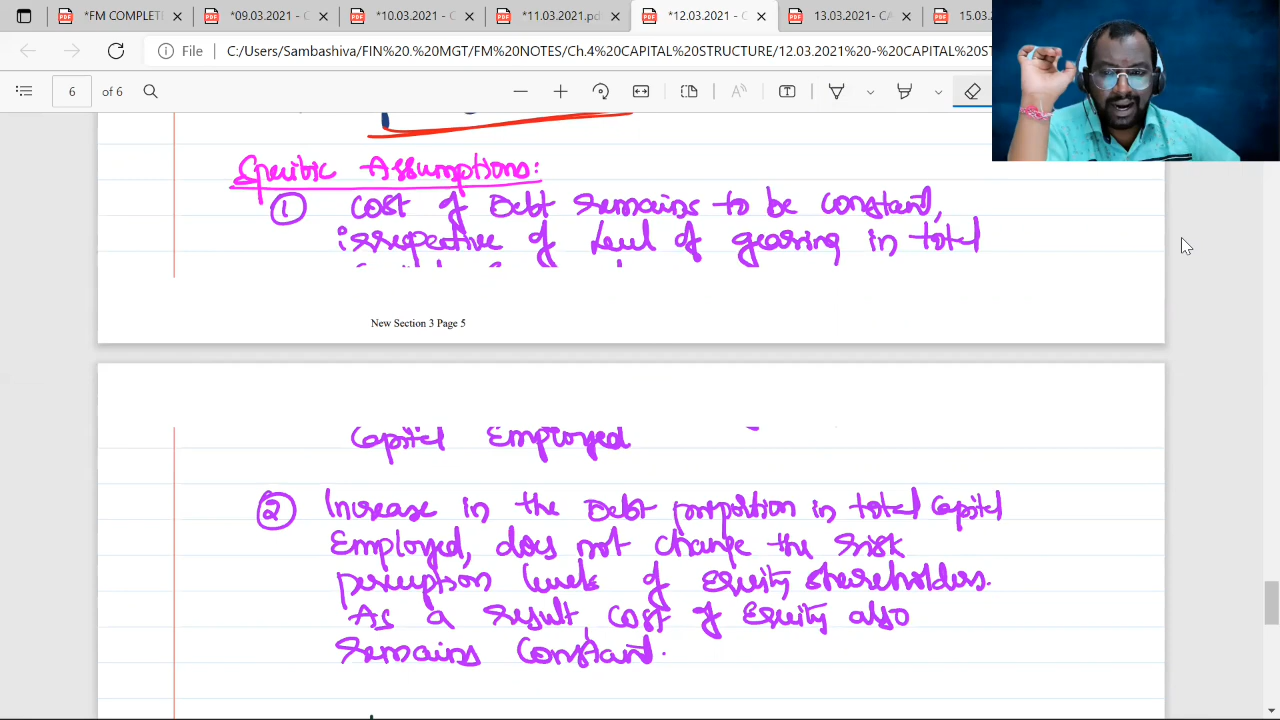 *FM COMPLET
*09.03.2021 - C
*10.03.2021 - C
*11.03.2021.pd
*12.03.2021 - C
13.03.2021- CA
15.03
File C:/Users/Sambashiva/FIN%20.%20MGT/FM%20NOTES/Ch.4%20CAPITAL%20STRUCTURE/12.03.2021%20-%20CAPITAL%20ST
6 of 6
Specific Assumptions:
① Cost of Debt remains to be constant,
irrespective of level of gearing in total
New Section 3 Page 5
Capital Employed
② Increase in the Debt proportion in total Capital
Employed, does not change the risk
perception levels of equity shareholders.
As a result, cost of Equity also
remains Constant.